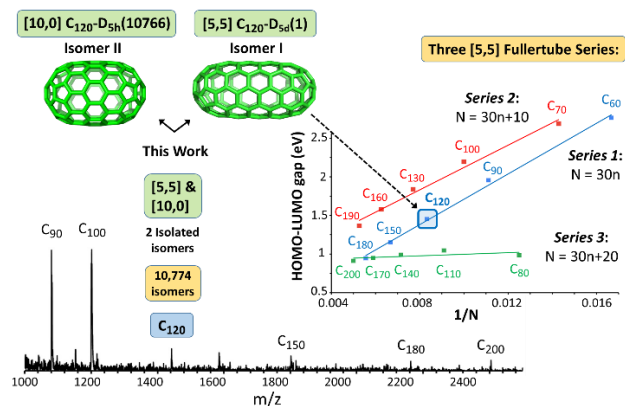 [10,0] C120-D5h(10766)
Isomer II
[5,5] C120-D5d(1)
Isomer I
This Work
[5,5] &
[10,0]
2 Isolated
isomers
10,774
isomers
C120
Three [5,5] Fullertube Series:
Series 2:
N = 30n+10
Series 1:
N = 30n
Series 3:
N = 30n+20
HOMO-LUMO gap (eV)
2.5
2
1.5
1
0.5
C60
C70
C90
C100
C120
C130
C160
C190
C150
C180
C200
C170
C140
C110
C80
0.004
0.008
0.012
0.016
1/N
C90
C100
C150
C180
C200
1000
1200
1400
1600
1800
2000
2200
2400
m/z